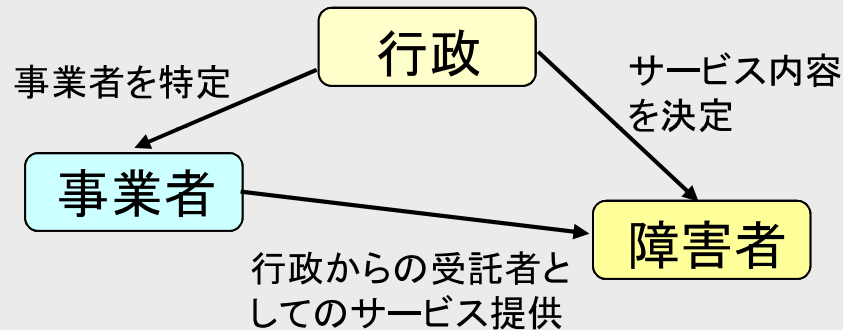 行政
事業者を特定
サービス内容
を決定
事業者
障害者
行政からの受託者と
してのサービス提供